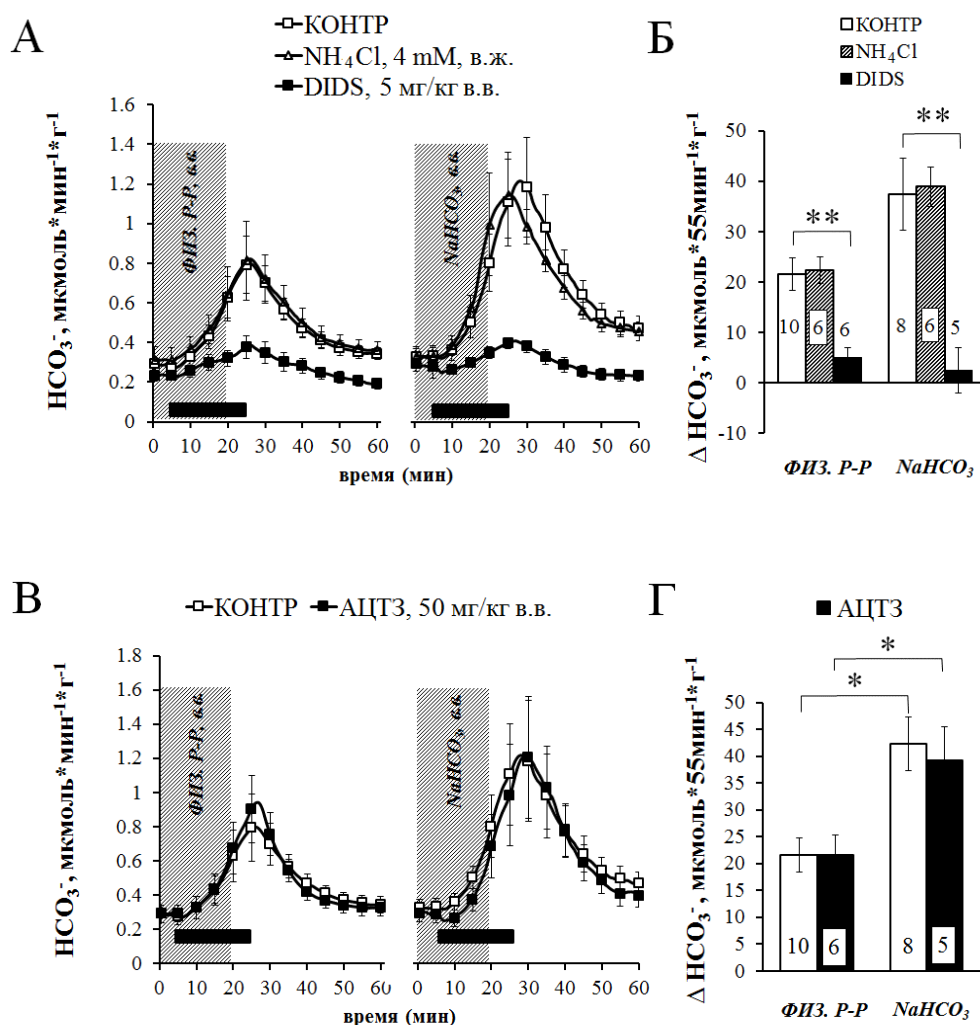 А
КОНТР
NH₄Cl, 4 mM, в.ж.
DIDS, 5 мг/кг в.в.
HCO₃⁻, мкмоль*мин⁻¹*г⁻¹
1.6
1.4
1.2
1
0.8
0.6
0.4
0.2
0
ФИЗ. Р-Р, в.в.
NaHCO₃, в.в.
0 10 20 30 40 50 60 0 10 20 30 40 50 60
время (мин)
Б
КОНТР
NH₄Cl
DIDS
Δ HCO₃⁻, мкмоль*55мин⁻¹*г⁻¹
50
40
30
20
10
0
-10
**
**
10 6 6 8 6 5
ФИЗ. Р-Р NaHCO₃
В
КОНТР АЦТЗ, 50 мг/кг в.в.
HCO₃⁻, мкмоль*мин⁻¹*г⁻¹
1.8
1.6
1.4
1.2
1
0.8
0.6
0.4
0.2
0
ФИЗ. Р-Р, в.в.
NaHCO₃, в.в.
0 10 20 30 40 50 60 0 10 20 30 40 50 60
время (мин)
Г
АЦТЗ
Δ HCO₃⁻, мкмоль*55мин⁻¹*г⁻¹
50
45
40
35
30
25
20
15
10
5
0
*
*
10 6 8 5
ФИЗ. Р-Р NaHCO₃